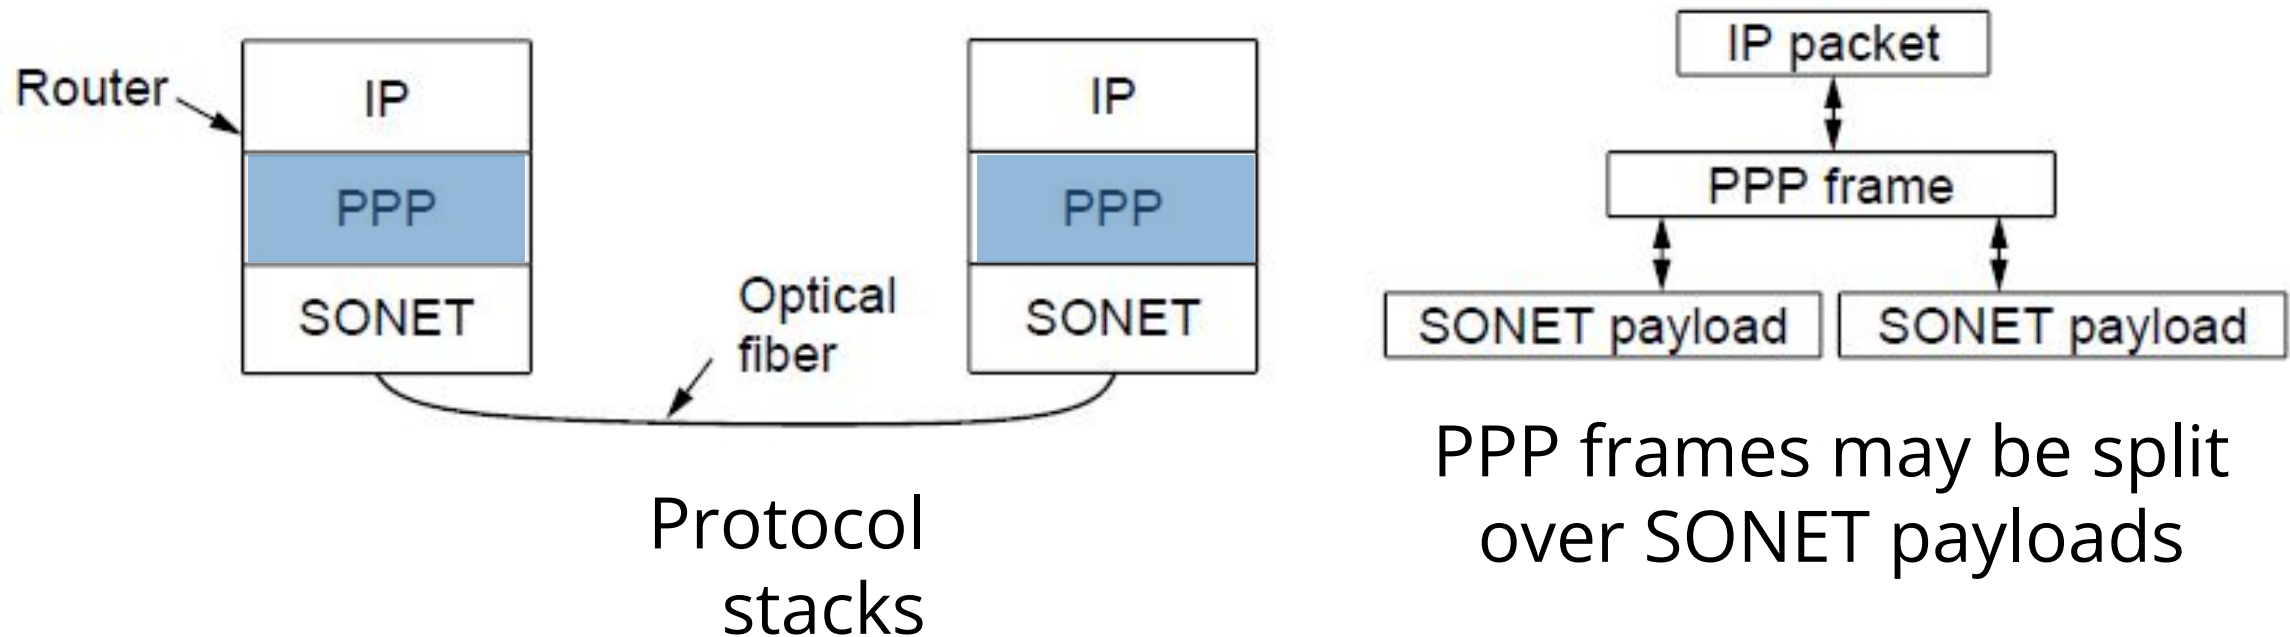 Router
IP
PPP
SONET
Optical
fiber
IP
PPP
SONET
Protocol
stacks
IP packet
PPP frame
SONET payload
SONET payload
PPP frames may be split
over SONET payloads